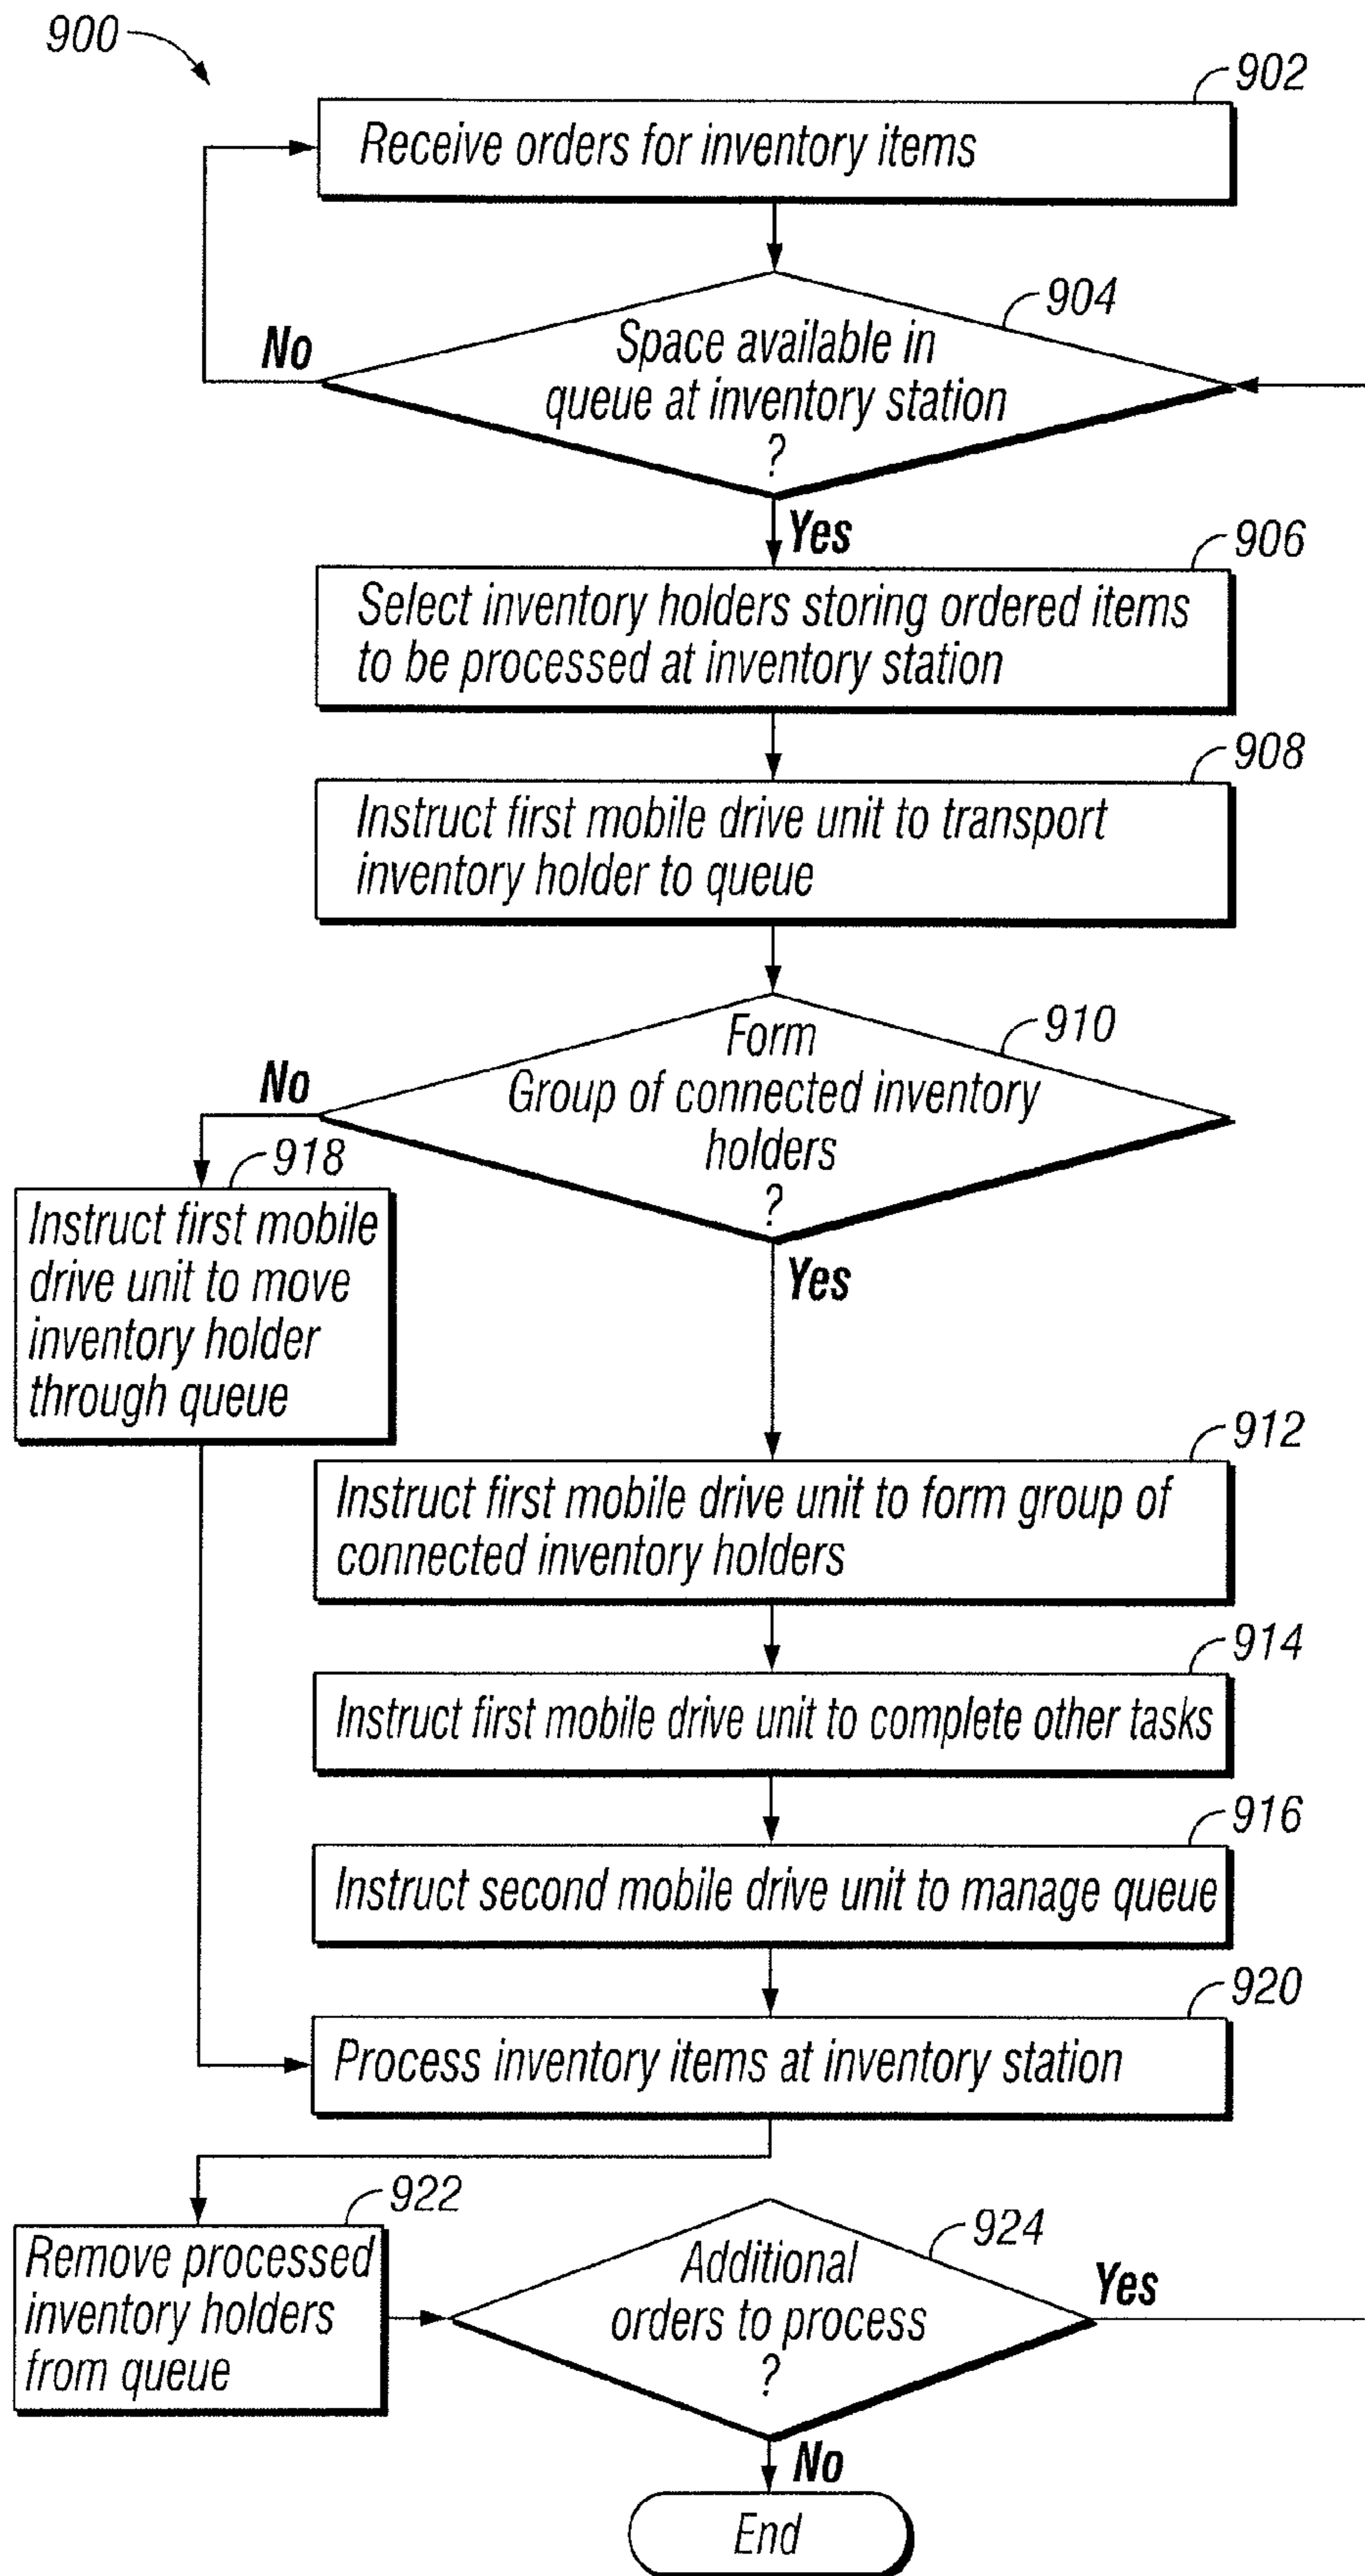 900
902
Receive orders for inventory items
904
Space available in
queue at inventory station
?
No
Yes
906
Select inventory holders storing ordered items
to be processed at inventory station
908
Instruct first mobile drive unit to transport
inventory holder to queue
910
Form
Group of connected inventory
holders
?
No
Yes
918
Instruct first mobile
drive unit to move
inventory holder
through queue
912
Instruct first mobile drive unit to form group of
connected inventory holders
914
Instruct first mobile drive unit to complete other tasks
916
Instruct second mobile drive unit to manage queue
920
Process inventory items at inventory station
922
Remove processed
inventory holders
from queue
924
Additional
orders to process
?
Yes
No
End